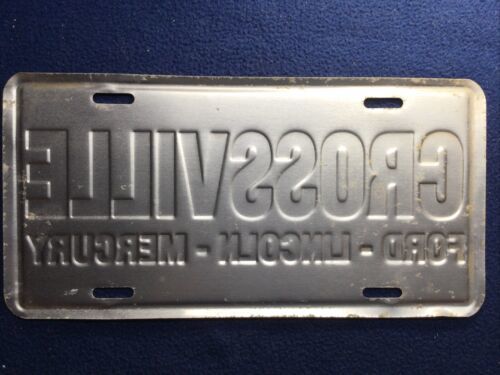 CROSSVILLE
FORD - LINCOLN - MERCURY